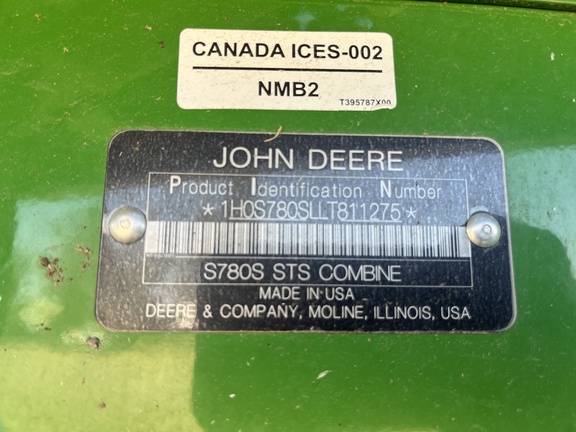 CANADA ICES-002
NMB2
T395787X00
JOHN DEERE
Product Identification Number
*1H0S780SLLT811275*
S780S STS COMBINE
MADE IN USA
DEERE & COMPANY, MOLINE, ILLINOIS, USA